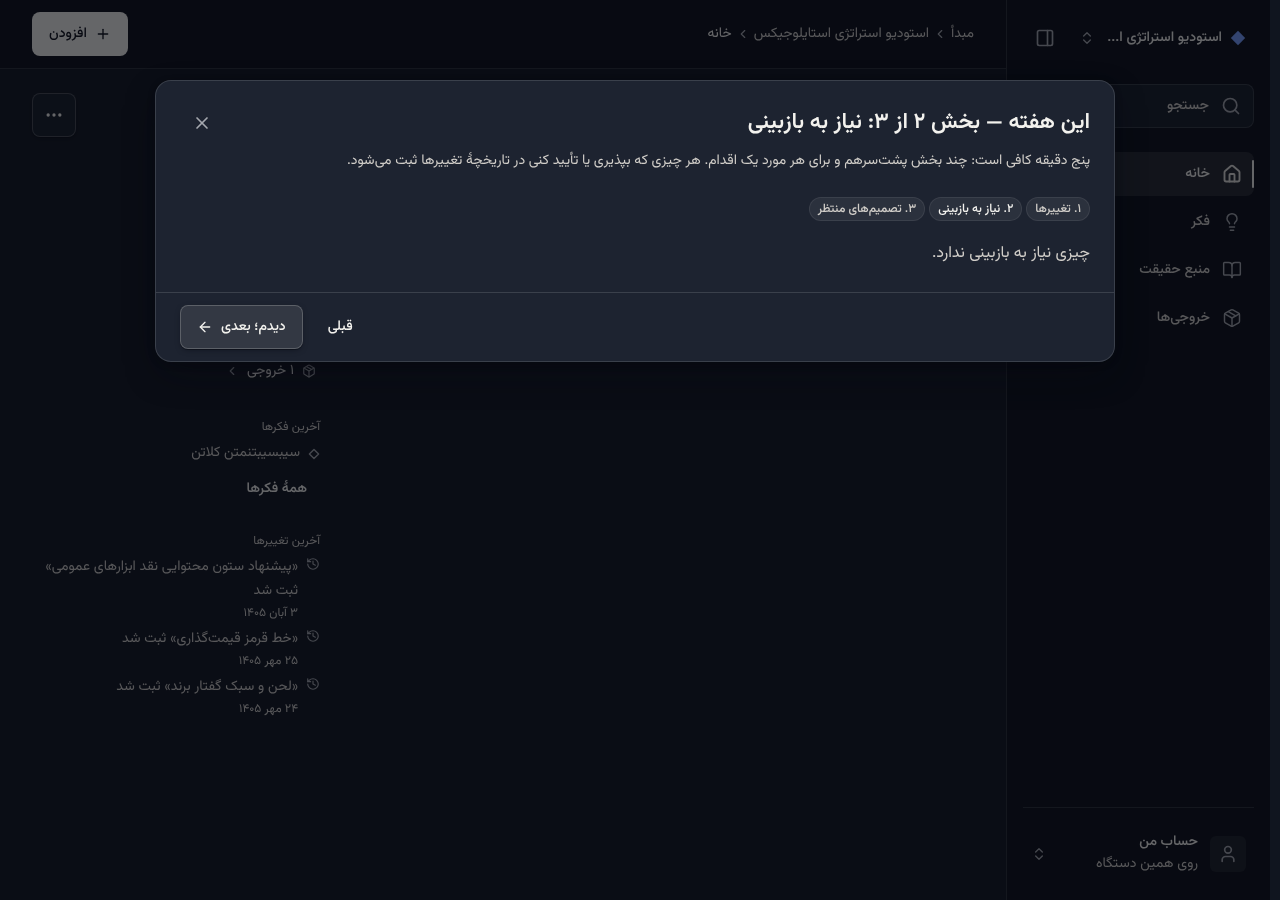 استودیو استراتژی ا...
جستجو
خانه
فکر
منبع حقیقت
خروجی‌ها
حساب من
روی همین دستگاه
مبدأ › استودیو استراتژی استایلوجیکس › خانه
+ افزودن
این هفته — بخش ۲ از ۳: نیاز به بازبینی
پنج دقیقه کافی است: چند بخش پشت‌سرهم و برای هر مورد یک اقدام. هر چیزی که بپذیری یا تأیید کنی در تاریخچهٔ تغییرها ثبت می‌شود.
۱. تغییرها
۲. نیاز به بازبینی
۳. تصمیم‌های منتظر
چیزی نیاز به بازبینی ندارد.
قبلی
دیدم؛ بعدی
۱ خروجی
آخرین فکرها
سیبسیبتنمتن کلاتن
همهٔ فکرها
آخرین تغییرها
«پیشنهاد ستون محتوایی نقد ابزارهای عمومی»
ثبت شد
۳ آبان ۱۴۰۵
«خط قرمز قیمت‌گذاری» ثبت شد
۲۵ مهر ۱۴۰۵
«لحن و سبک گفتار برند» ثبت شد
۲۴ مهر ۱۴۰۵